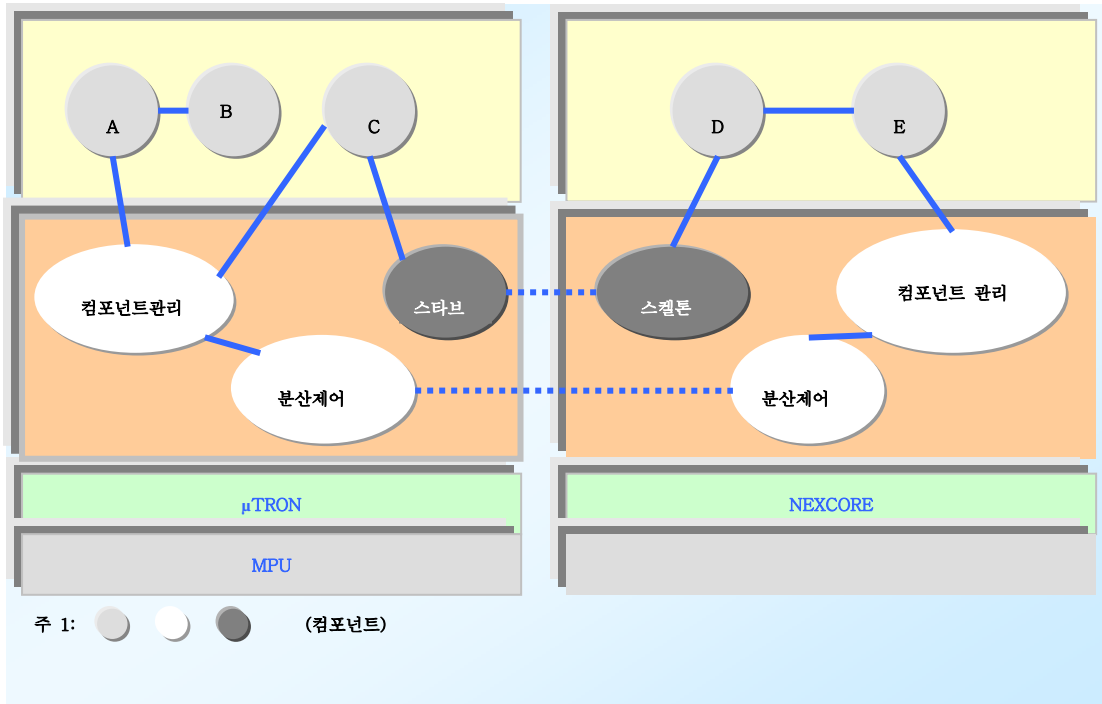 A
B
C
D
E
컴포넌트관리
스타브
스켈톤
컴포넌트 관리
분산제어
분산제어
μTRON
NEXCORE
MPU
주 1:
(컴포넌트)